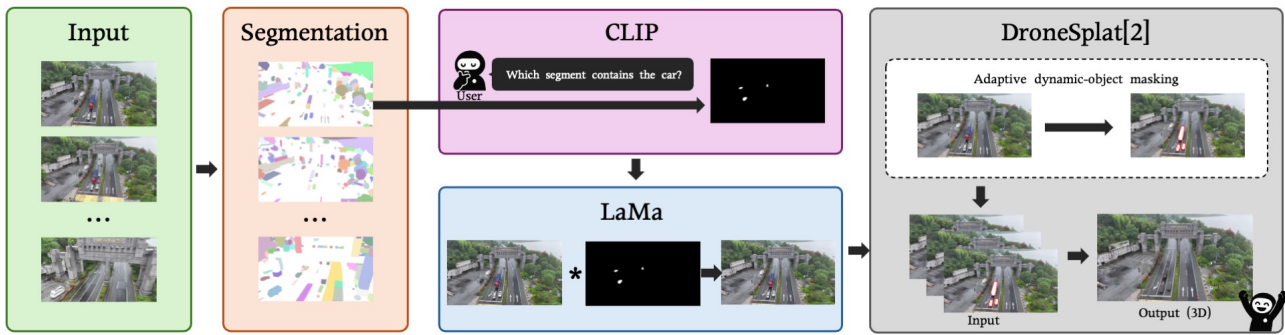 Input
...
Segmentation
...
CLIP
User
Which segment contains the car?
LaMa
*
DroneSplat[2]
Adaptive dynamic-object masking
Input
Output (3D)